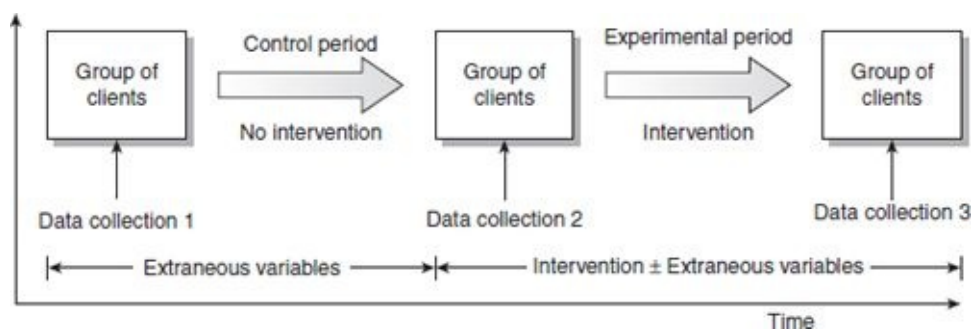 Group of
clients
Control period
No intervention
Group of
clients
Experimental period
Intervention
Group of
clients
Data collection 1
Data collection 2
Data collection 3
Extraneous variables
Intervention ± Extraneous variables
Time